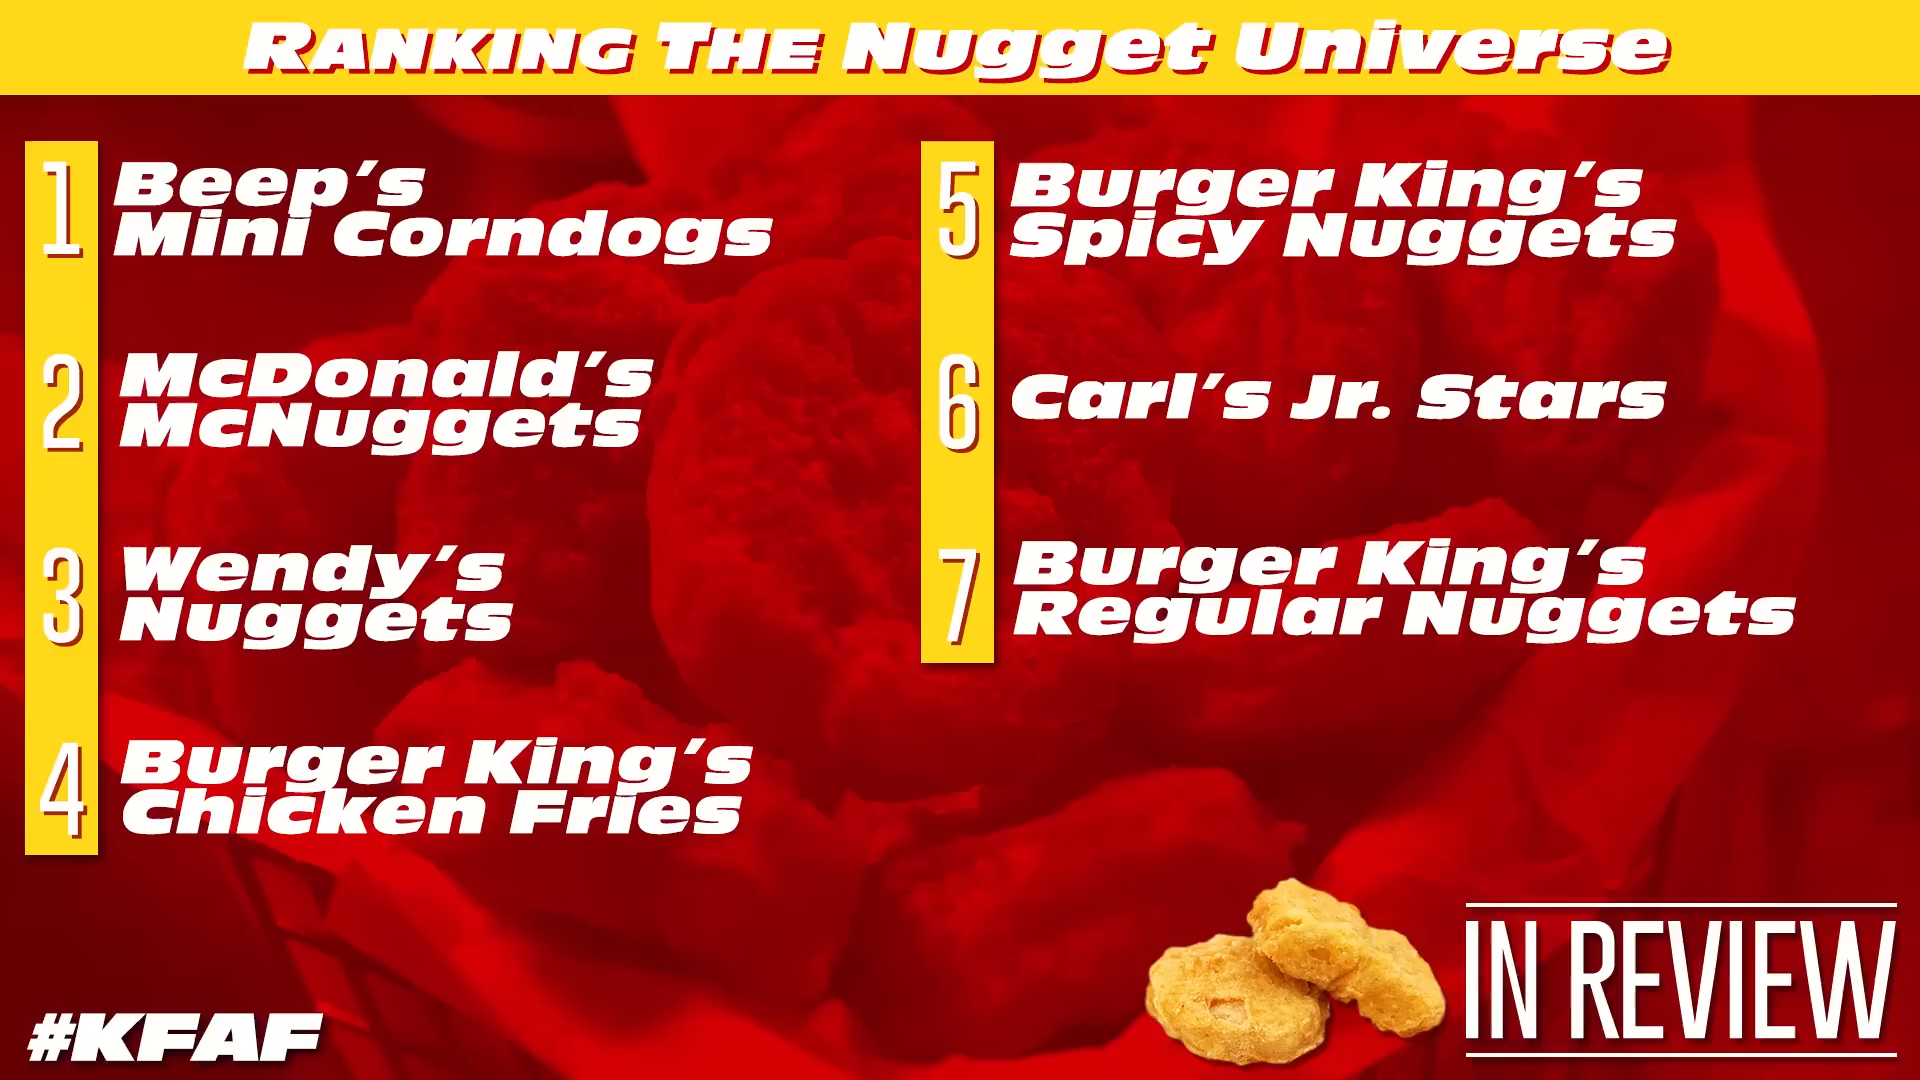 Ranking The Nugget Universe
1
Beep's
Mini Corndogs
2
McDonald's
McNuggets
3
Wendy's
Nuggets
4
Burger King's
Chicken Fries
5
Burger King's
Spicy Nuggets
6
Carl's Jr. Stars
7
Burger King's
Regular Nuggets
#KFAF
IN REVIEW